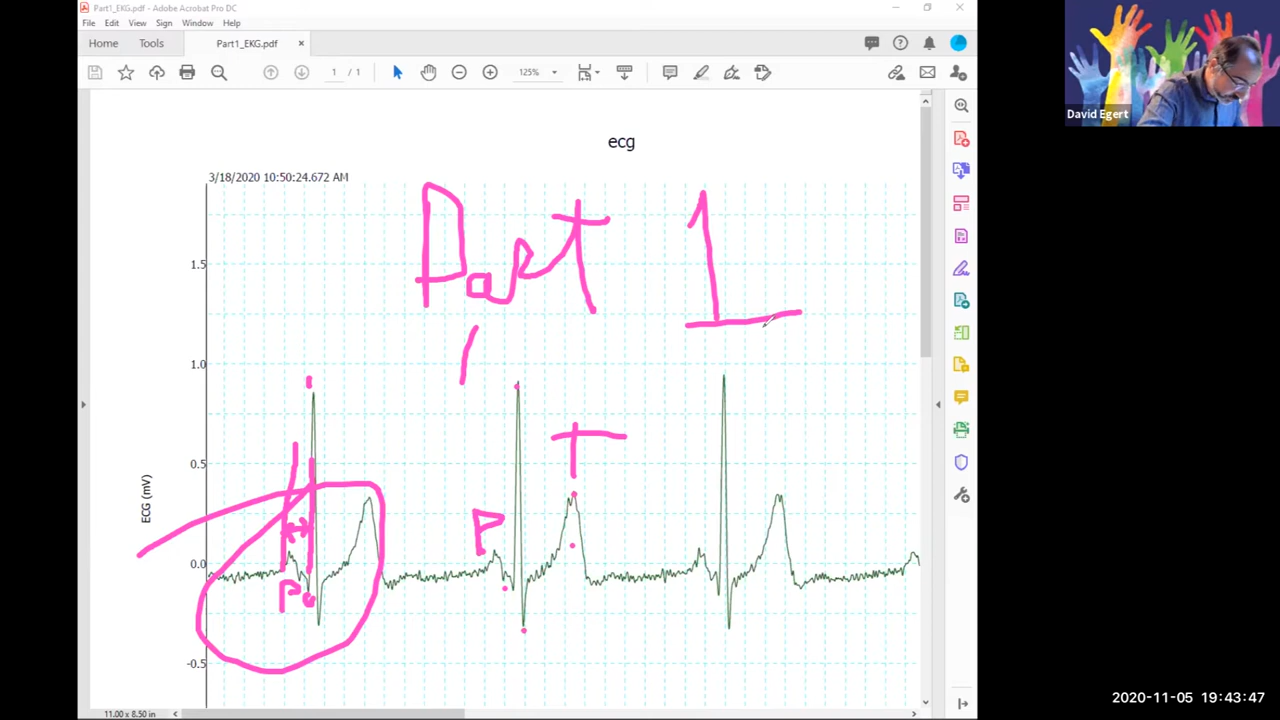 Part1_EKG.pdf - Adobe Acrobat Pro DC
File Edit View Sign Window Help
Home Tools Part1_EKG.pdf
1 / 1 125%
David Egert
ecg
3/18/2020 10:50:24.672 AM
Part 1
1.5
1.0
0.5
0.0
-0.5
ECG (mV)
T
P
P
11.00 x 8.50 in
2020-11-05 19:43:47